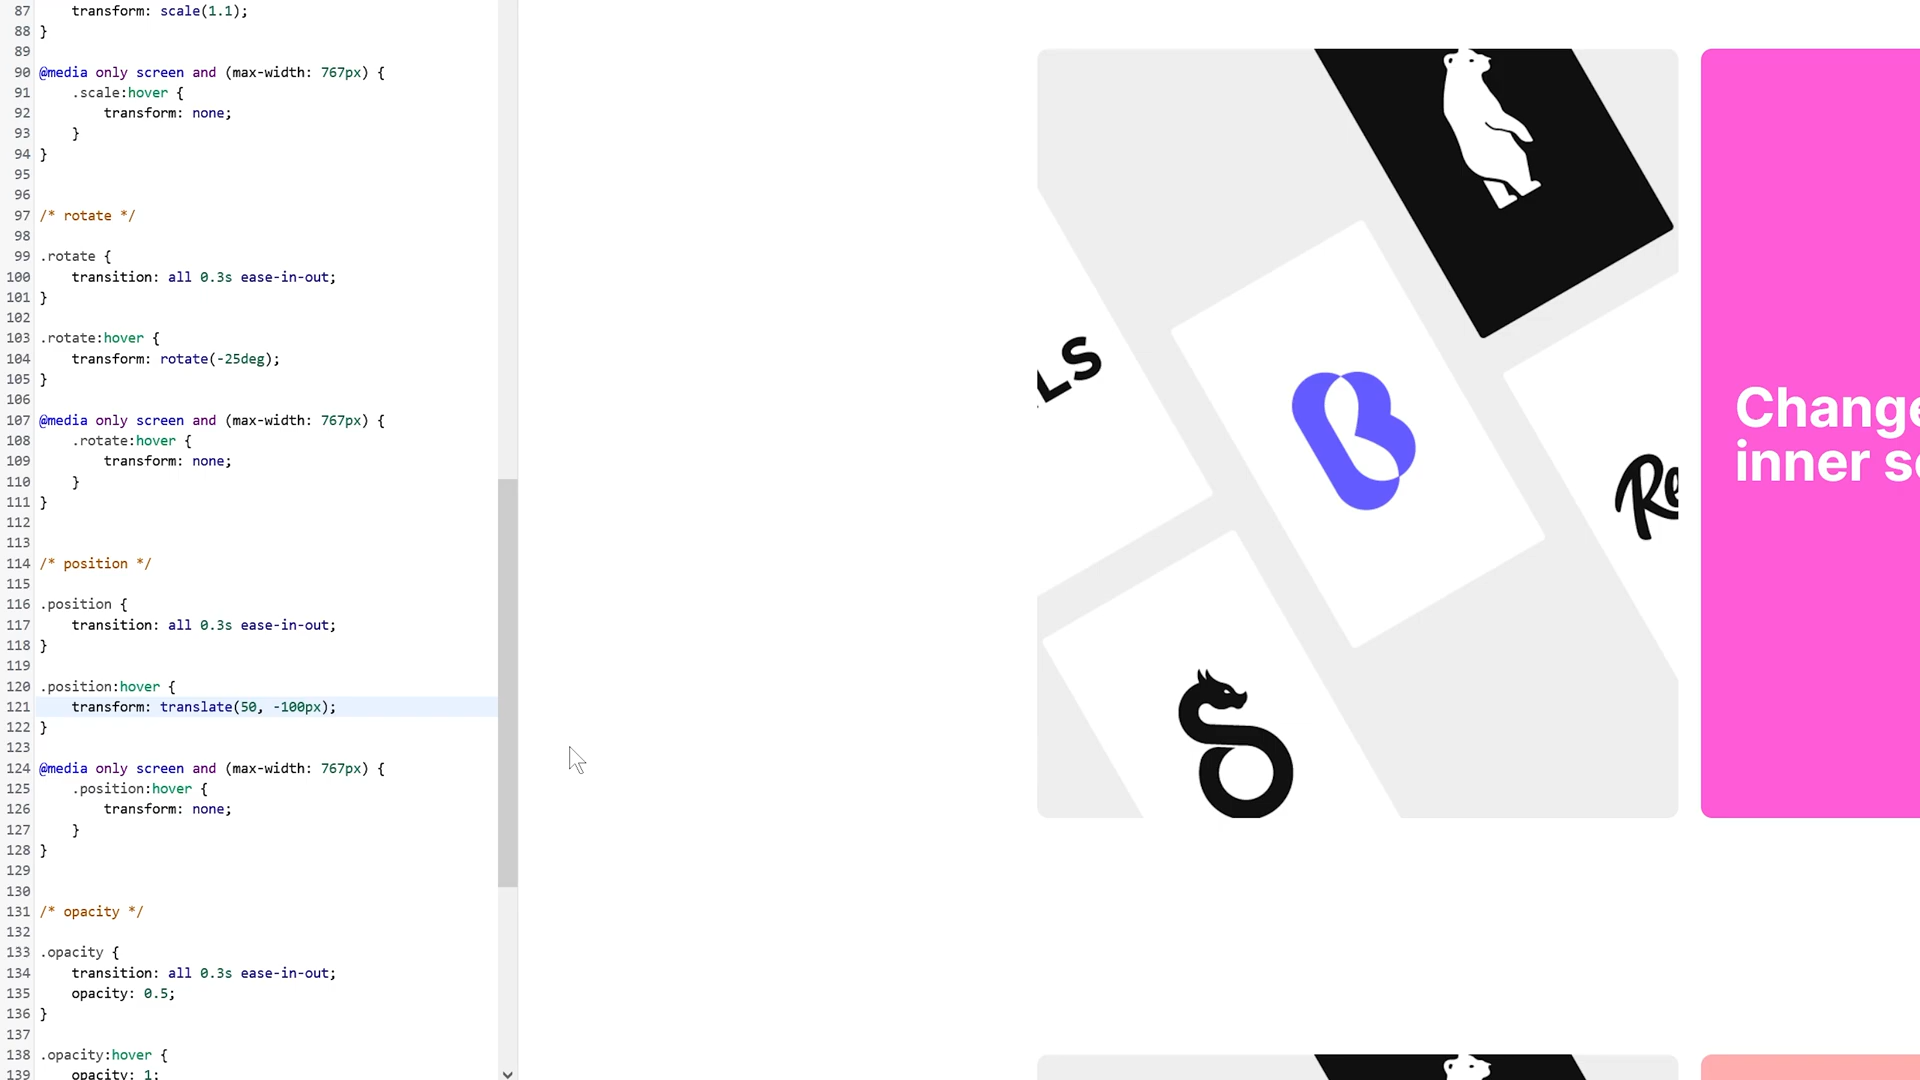 87 transform: scale(1.1);
88 }
89
90 @media only screen and (max-width: 767px) {
91 .scale:hover {
92 transform: none;
93 }
94 }
95
96
97 /* rotate */
98
99 .rotate {
100 transition: all 0.3s ease-in-out;
101 }
102
103 .rotate:hover {
104 transform: rotate(-25deg);
105 }
106
107 @media only screen and (max-width: 767px) {
108 .rotate:hover {
109 transform: none;
110 }
111 }
112
113
114 /* position */
115
116 .position {
117 transition: all 0.3s ease-in-out;
118 }
119
120 .position:hover {
121 transform: translate(50, -100px);
122 }
123
124 @media only screen and (max-width: 767px) {
125 .position:hover {
126 transform: none;
127 }
128 }
129
130
131 /* opacity */
132
133 .opacity {
134 transition: all 0.3s ease-in-out;
135 opacity: 0.5;
136 }
137
138 .opacity:hover {
139 opacity: 1;
LS
B
Re
Change
inner s